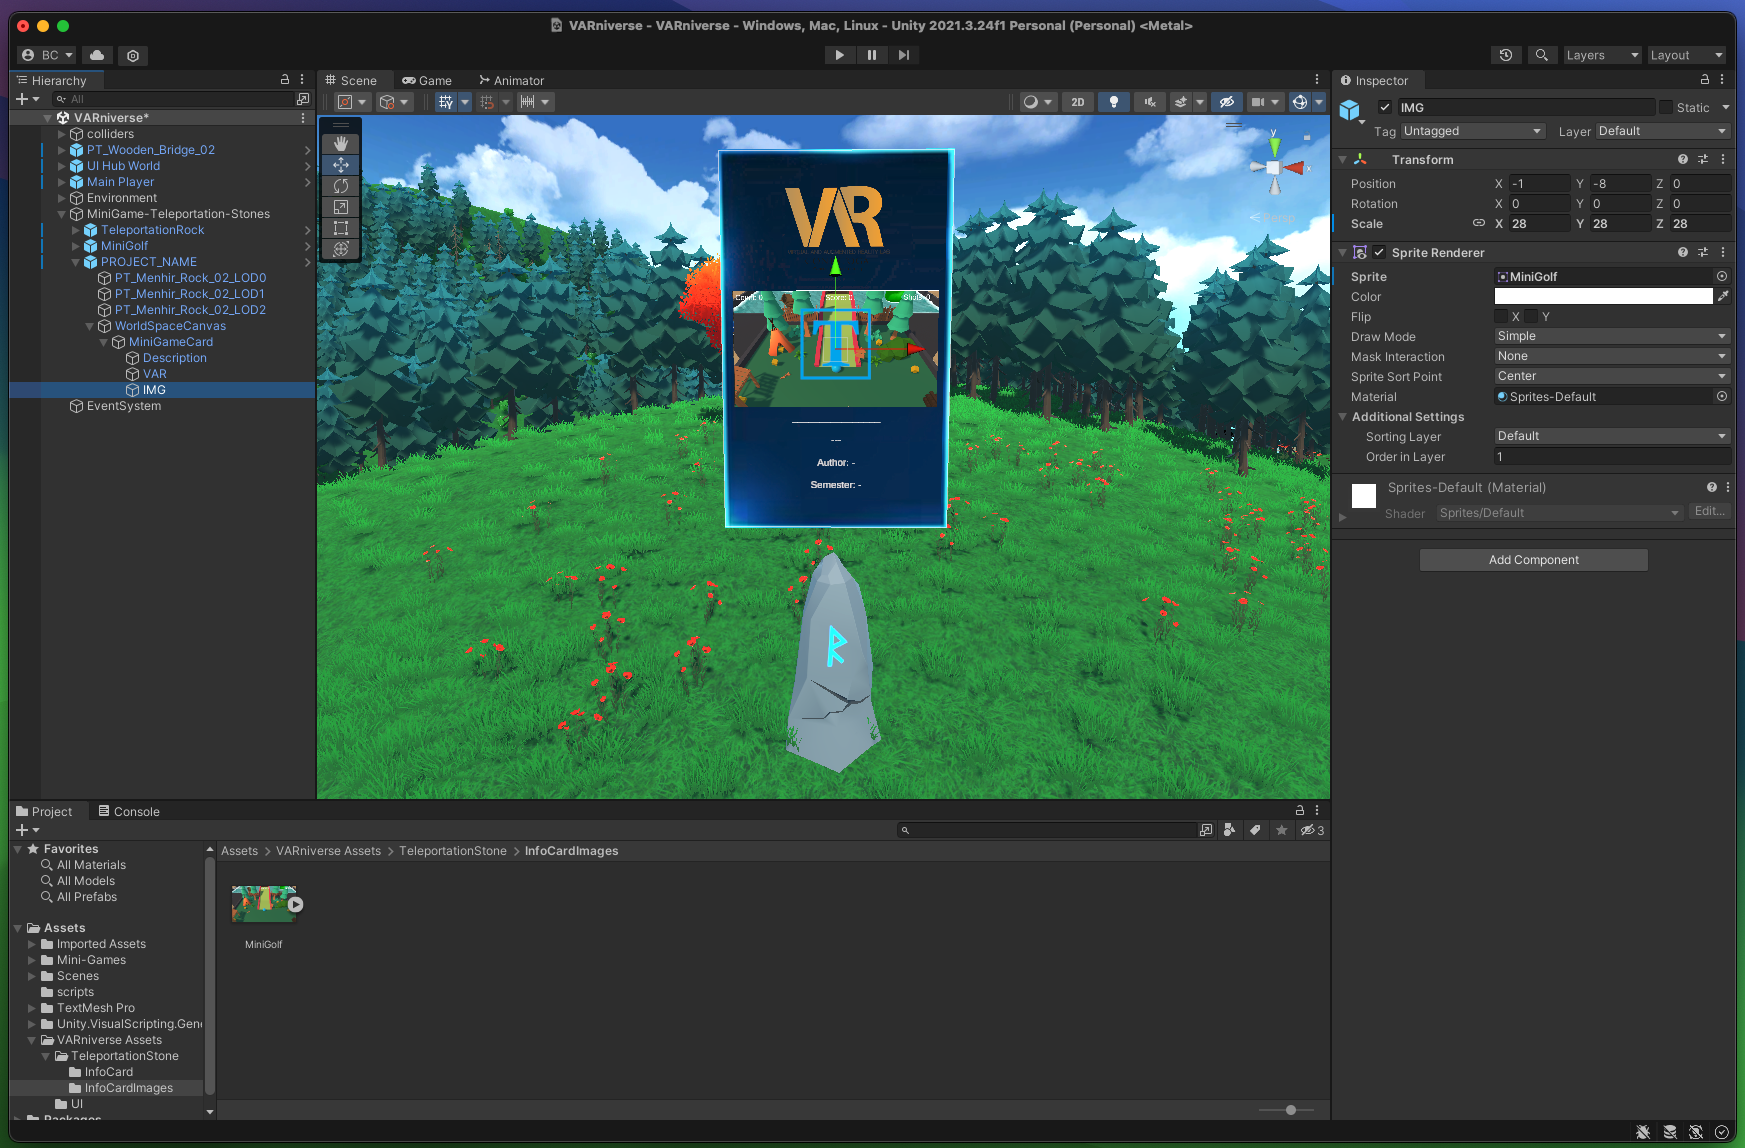 VARniverse - VARniverse - Windows, Mac, Linux - Unity 2021.3.24f1 Personal (Personal) <Metal>
BC
Layers
Layout
Hierarchy
All
VARniverse*
colliders
PT_Wooden_Bridge_02
UI Hub World
Main Player
Environment
MiniGame-Teleportation-Stones
TeleportationRock
MiniGolf
PROJECT_NAME
PT_Menhir_Rock_02_LOD0
PT_Menhir_Rock_02_LOD1
PT_Menhir_Rock_02_LOD2
WorldSpaceCanvas
MiniGameCard
Description
VAR
IMG
EventSystem
Scene
Game
Animator
2D
y
x
Persp
VAR
Count: 0
Score: 0
Shots: 0
T
---
Author: -
Semester: -
Inspector
IMG
Static
Tag Untagged
Layer Default
Transform
Position X -1 Y -8 Z 0
Rotation X 0 Y 0 Z 0
Scale X 28 Y 28 Z 28
Sprite Renderer
Sprite MiniGolf
Color
Flip X Y
Draw Mode Simple
Mask Interaction None
Sprite Sort Point Center
Material Sprites-Default
Additional Settings
Sorting Layer Default
Order in Layer 1
Sprites-Default (Material)
Shader Sprites/Default Edit...
Add Component
Project
Console
3
Favorites
All Materials
All Models
All Prefabs
Assets
Imported Assets
Mini-Games
Scenes
scripts
TextMesh Pro
Unity.VisualScripting.Gene
VARniverse Assets
TeleportationStone
InfoCard
InfoCardImages
UI
Packages
Assets > VARniverse Assets > TeleportationStone > InfoCardImages
MiniGolf